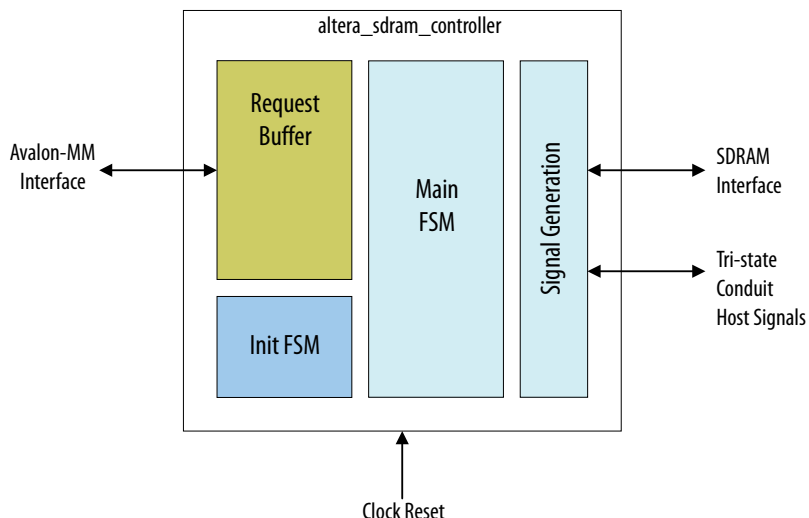 altera_sdram_controller
Request
Buffer
Avalon-MM
Interface
Main
FSM
Signal Generation
SDRAM
Interface
Tri-state
Conduit
Host Signals
Init FSM
Clock Reset